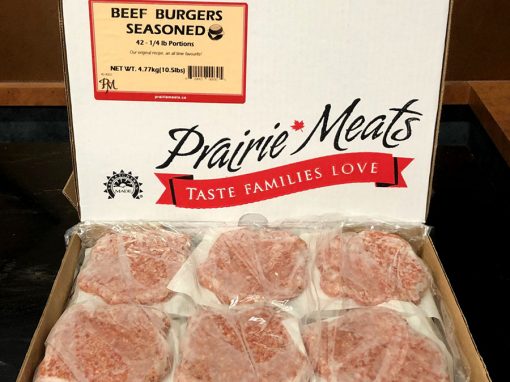 BEEF BURGERS
SEASONED
42 - 1/4 lb Portions
Our original recipe, an all time favourite!
NET WT. 4.77kg(10.5lbs)
PM
prairiemeats.ca
Prairie Meats
TASTE FAMILIES LOVE
MADE